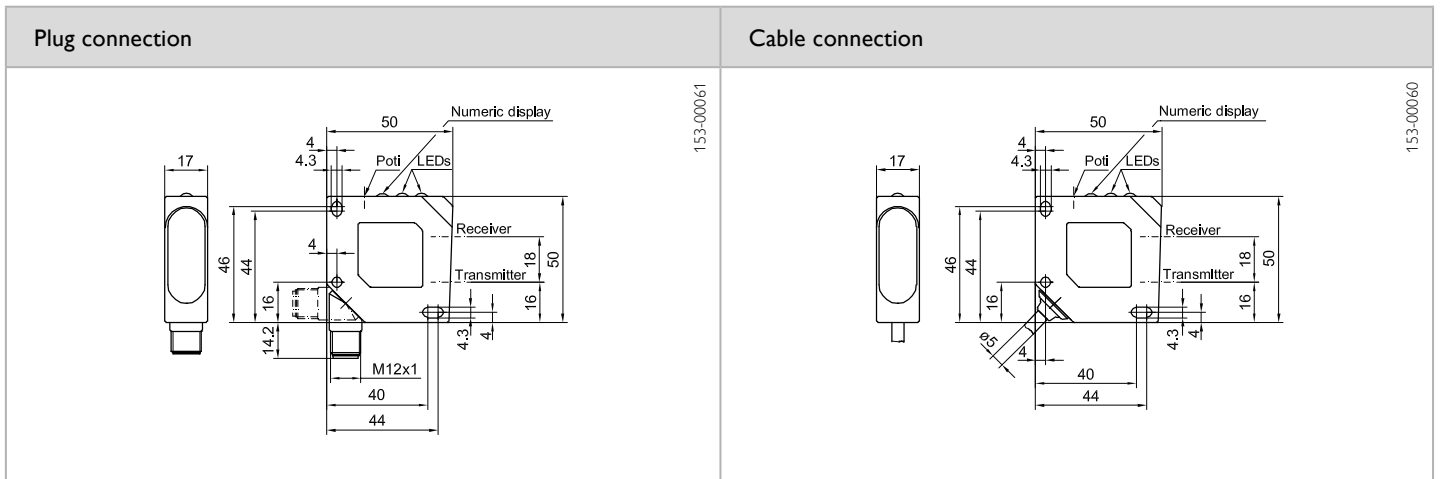 Plug connection
Cable connection
153-00061
50
Numeric display
4
4.3
Poti
LEDs
17
Receiver
4
46
44
18
50
Transmitter
16
16
14.2
4.3
4
M12x1
40
44
153-00060
50
Numeric display
4
4.3
Poti
LEDs
17
Receiver
46
44
18
50
Transmitter
16
16
ø5
4
4.3
4
40
44